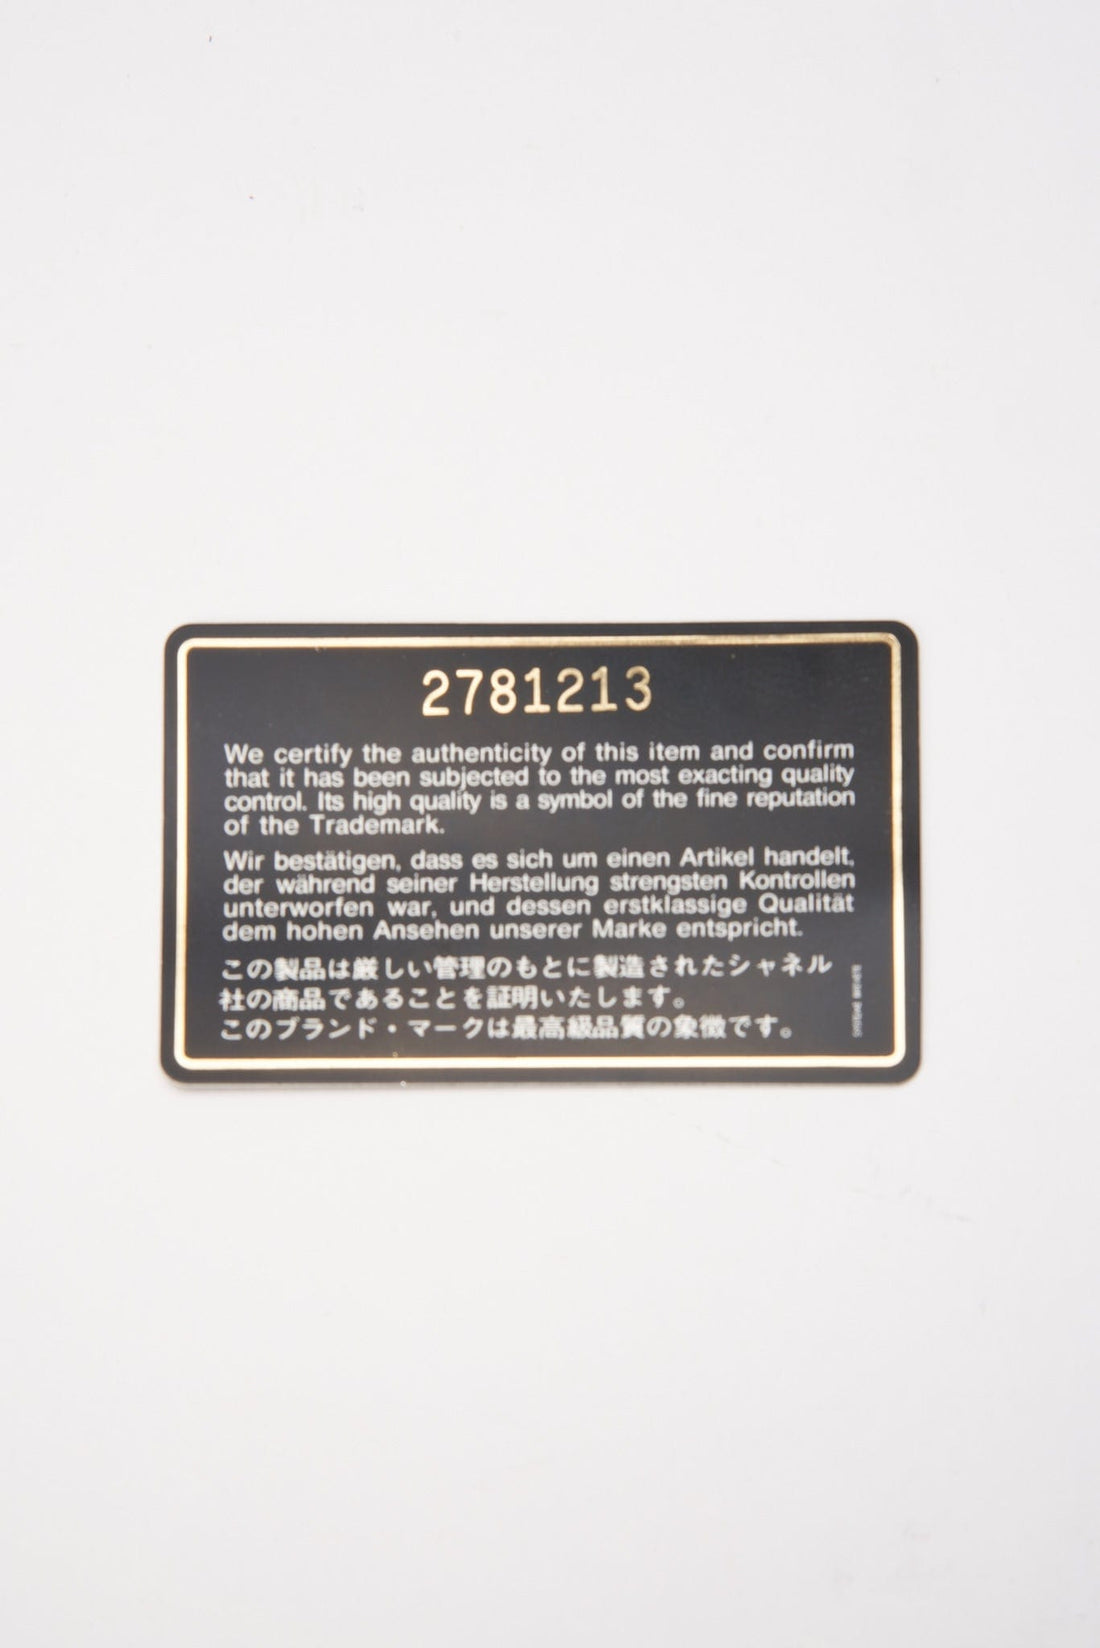 2781213
We certify the authenticity of this item and confirm
that it has been subjected to the most exacting quality
control. Its high quality is a symbol of the fine reputation
of the Trademark.
Wir bestätigen, dass es sich um einen Artikel handelt,
der während seiner Herstellung strengsten Kontrollen
unterworfen war, und dessen erstklassige Qualität
dem hohen Ansehen unserer Marke entspricht.
この製品は厳しい管理のもとに製造されたシャネル
社の商品であることを証明いたします。
このブランド・マークは最高級品質の象徴です。